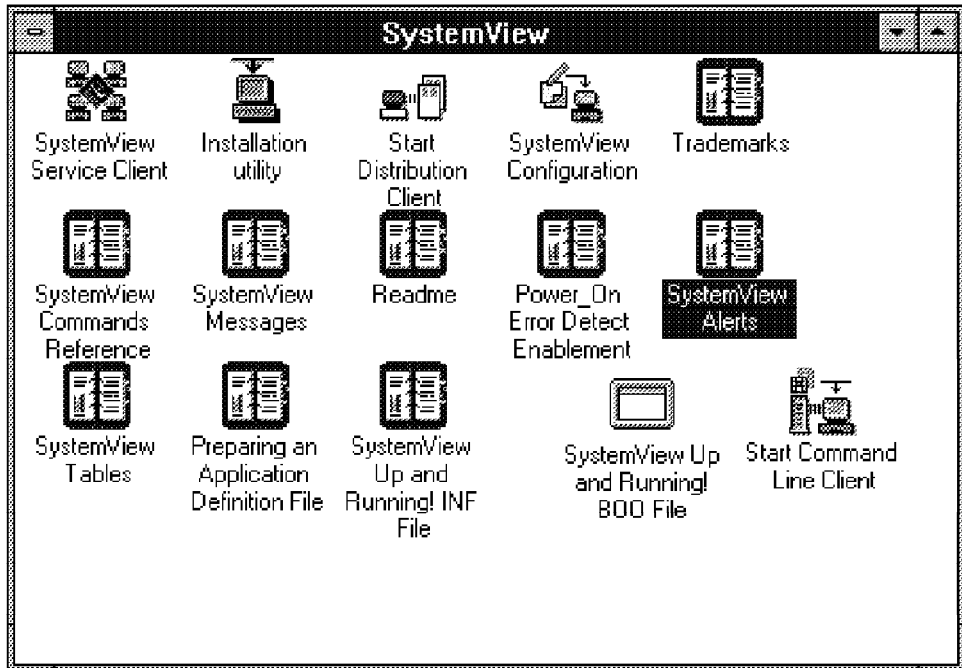 SystemView
SystemView
Service Client
Installation
utility
Start
Distribution
Client
SystemView
Configuration
Trademarks
SystemView
Commands
Reference
SystemView
Messages
Readme
Power_On
Error Detect
Enablement
SystemView
Alerts
SystemView
Tables
Preparing an
Application
Definition File
SystemView
Up and
Running! INF
File
SystemView Up
and Running!
BOO File
Start Command
Line Client